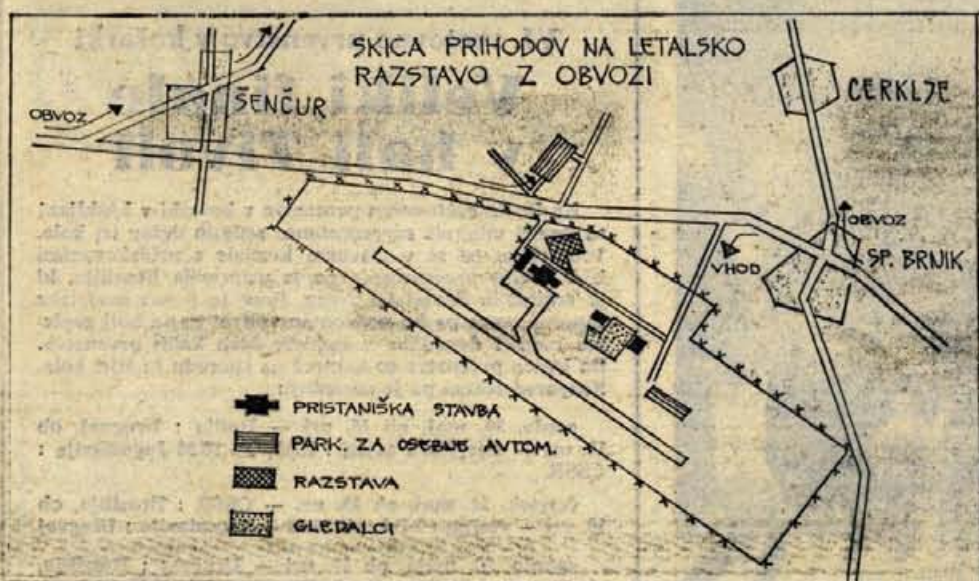 SKICA PRIHODOV NA LETALSKO
RAZSTAVO Z OBVOZI
OBVOZ
ŠENČUR
CERKLJE
OBVOZ
VHOD
SP. BRNIK
PRISTANIŠKA STAVBA
PARK. ZA OSEBNE AVTOM.
RAZSTAVA
GLEDALCI